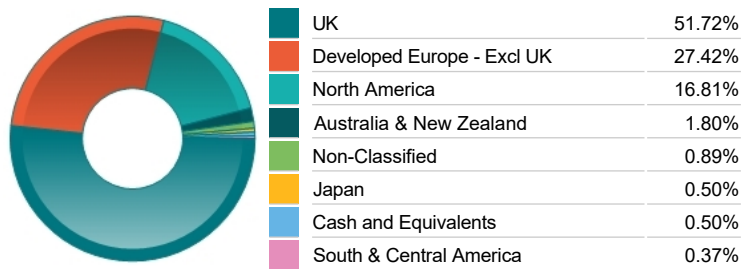 UK 51.72%
Developed Europe - Excl UK 27.42%
North America 16.81%
Australia & New Zealand 1.80%
Non-Classified 0.89%
Japan 0.50%
Cash and Equivalents 0.50%
South & Central America 0.37%